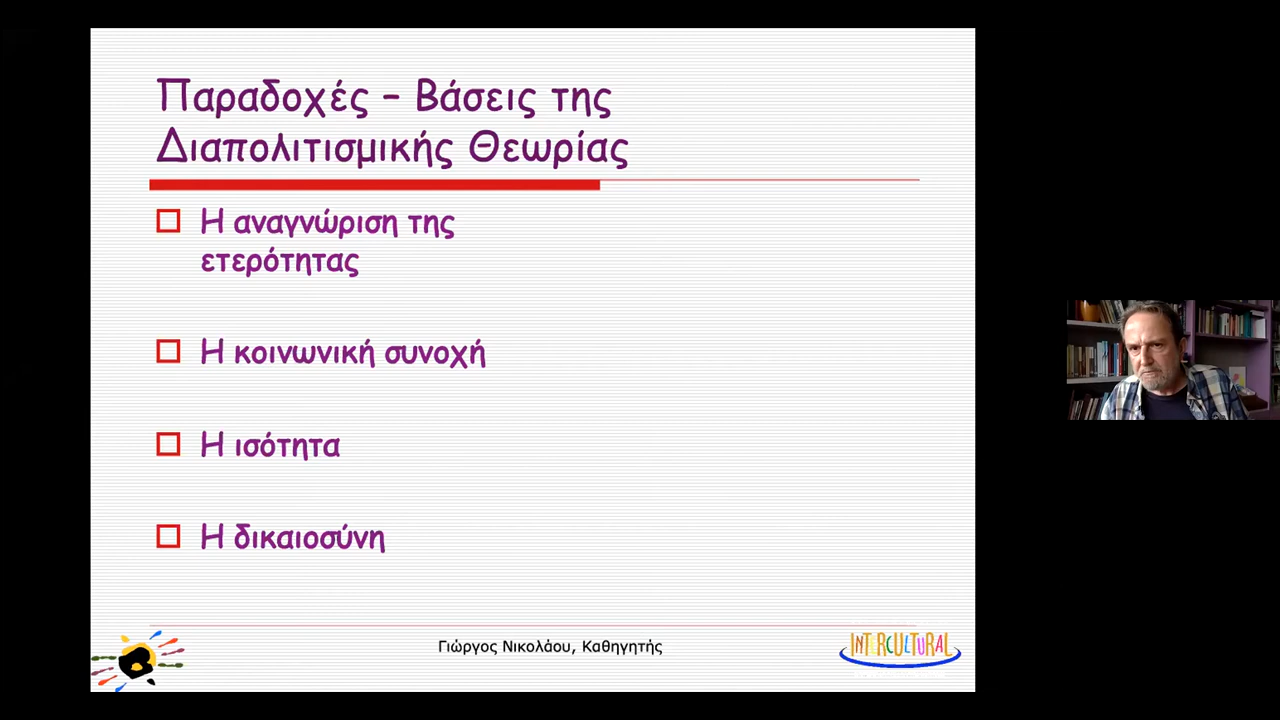 Παραδοχές – Βάσεις της
Διαπολιτισμικής Θεωρίας
Η αναγνώριση της
ετερότητας
Η κοινωνική συνοχή
Η ισότητα
Η δικαιοσύνη
Γιώργος Νικολάου, Καθηγητής
INTERCULTURAL